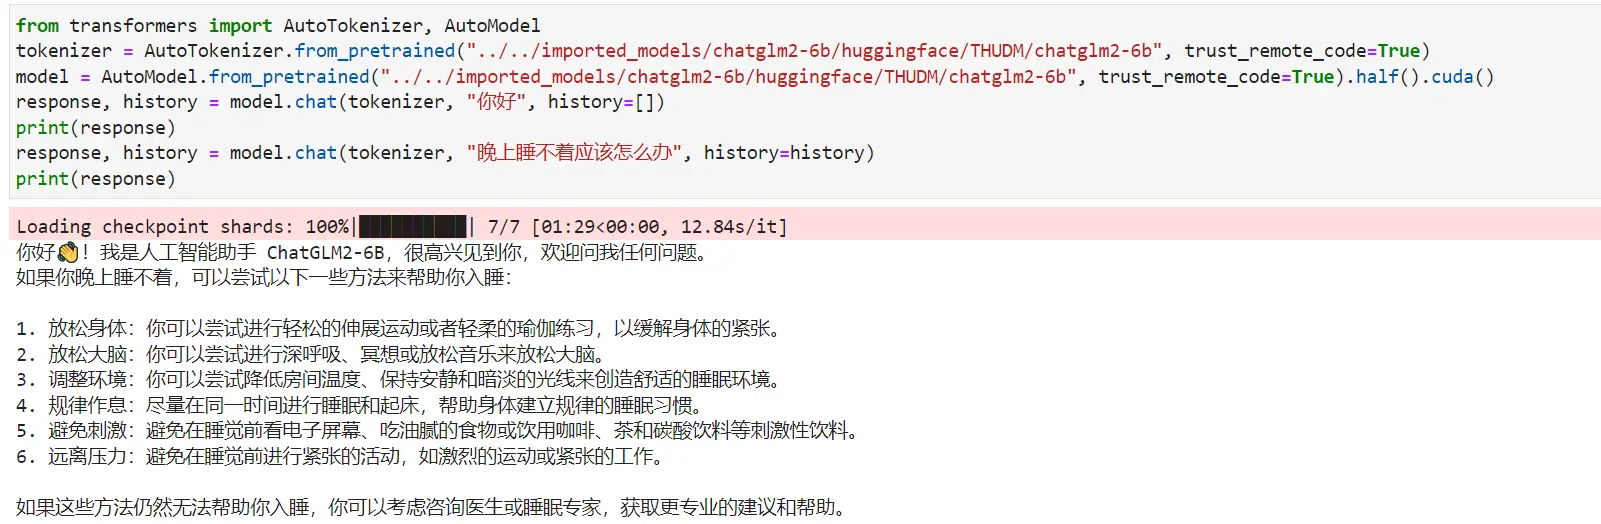 from transformers import AutoTokenizer, AutoModel
tokenizer = AutoTokenizer.from_pretrained("../../imported_models/chatglm2-6b/huggingface/THUDM/chatglm2-6b", trust_remote_code=True)
model = AutoModel.from_pretrained("../../imported_models/chatglm2-6b/huggingface/THUDM/chatglm2-6b", trust_remote_code=True).half().cuda()
response, history = model.chat(tokenizer, "你好", history=[])
print(response)
response, history = model.chat(tokenizer, "晚上睡不着应该怎么办", history=history)
print(response)
Loading checkpoint shards: 100%|██████████| 7/7 [01:29<00:00, 12.84s/it]
你好👋！我是人工智能助手 ChatGLM2-6B，很高兴见到你，欢迎问我任何问题。
如果你晚上睡不着，可以尝试以下一些方法来帮助你入睡：
1. 放松身体：你可以尝试进行轻松的伸展运动或者轻柔的瑜伽练习，以缓解身体的紧张。
2. 放松大脑：你可以尝试进行深呼吸、冥想或放松音乐来放松大脑。
3. 调整环境：你可以尝试降低房间温度、保持安静和暗淡的光线来创造舒适的睡眠环境。
4. 规律作息：尽量在同一时间进行睡眠和起床，帮助身体建立规律的睡眠习惯。
5. 避免刺激：避免在睡觉前看电子屏幕、吃油腻的食物或饮用咖啡、茶和碳酸饮料等刺激性饮料。
6. 远离压力：避免在睡觉前进行紧张的活动，如激烈的运动或紧张的工作。
如果这些方法仍然无法帮助你入睡，你可以考虑咨询医生或睡眠专家，获取更专业的建议和帮助。